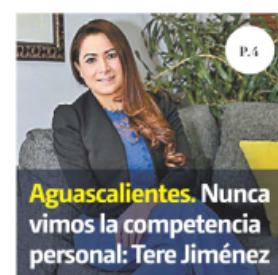 P.4
Aguascalientes. Nunca
vimos la competencia
personal: Tere Jiménez